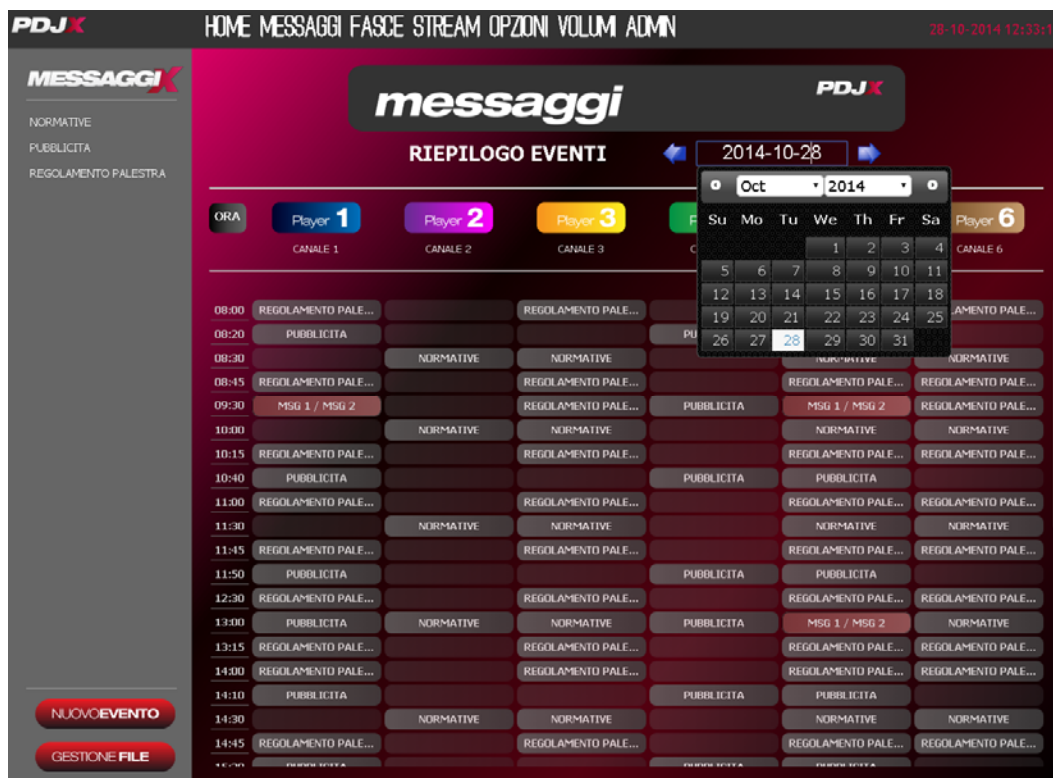 PDJX HOME MESSAGGI FASCE STREAM OPZIONI VOLUMI ADMIN 28-10-2014 12:33:1
MESSAGGIX
NORMATIVE
PUBBLICITA
REGOLAMENTO PALESTRA
NUOVOEVENTO
GESTIONE FILE
messaggi PDJX
RIEPILOGO EVENTI 2014-10-28
Oct 2014
Su Mo Tu We Th Fr Sa
1 2 3 4
5 6 7 8 9 10 11
12 13 14 15 16 17 18
19 20 21 22 23 24 25
26 27 28 29 30 31
ORA Player 1 Player 2 Player 3 P Player 6
CANALE 1 CANALE 2 CANALE 3 C CANALE 6
08:00 REGOLAMENTO PALE... REGOLAMENTO PALE... AMENTO PALE...
08:20 PUBBLICITA PU
08:30 NORMATIVE NORMATIVE NORMATIVE NORMATIVE
08:45 REGOLAMENTO PALE... REGOLAMENTO PALE... REGOLAMENTO PALE... REGOLAMENTO PALE...
09:30 MSG 1 / MSG 2 REGOLAMENTO PALE... PUBBLICITA MSG 1 / MSG 2 REGOLAMENTO PALE...
10:00 NORMATIVE NORMATIVE NORMATIVE NORMATIVE
10:15 REGOLAMENTO PALE... REGOLAMENTO PALE... REGOLAMENTO PALE... REGOLAMENTO PALE...
10:40 PUBBLICITA PUBBLICITA PUBBLICITA
11:00 REGOLAMENTO PALE... REGOLAMENTO PALE... REGOLAMENTO PALE... REGOLAMENTO PALE...
11:30 NORMATIVE NORMATIVE NORMATIVE NORMATIVE
11:45 REGOLAMENTO PALE... REGOLAMENTO PALE... REGOLAMENTO PALE... REGOLAMENTO PALE...
11:50 PUBBLICITA PUBBLICITA PUBBLICITA
12:30 REGOLAMENTO PALE... REGOLAMENTO PALE... REGOLAMENTO PALE... REGOLAMENTO PALE...
13:00 PUBBLICITA NORMATIVE NORMATIVE PUBBLICITA MSG 1 / MSG 2 NORMATIVE
13:15 REGOLAMENTO PALE... REGOLAMENTO PALE... REGOLAMENTO PALE... REGOLAMENTO PALE...
14:00 REGOLAMENTO PALE... REGOLAMENTO PALE... REGOLAMENTO PALE... REGOLAMENTO PALE...
14:10 PUBBLICITA PUBBLICITA PUBBLICITA
14:30 NORMATIVE NORMATIVE NORMATIVE NORMATIVE
14:45 REGOLAMENTO PALE... REGOLAMENTO PALE... REGOLAMENTO PALE... REGOLAMENTO PALE...